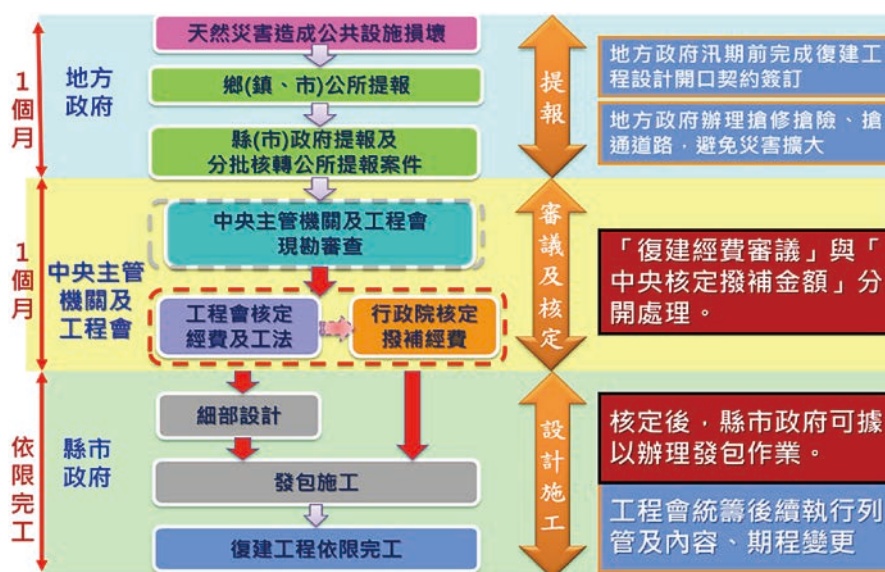 1個月
地方
政府
天然災害造成公共設施損壞
鄉(鎮、市)公所提報
縣(市)政府提報及
分批核轉公所提報案件
提報
地方政府汛期前完成復建工
程設計開口契約簽訂
地方政府辦理搶修搶險、搶
通道路，避免災害擴大
1個月
中央主管
機關及
工程會
中央主管機關及工程會
現勘審查
工程會核定
經費及工法
行政院核定
撥補經費
審議及核定
「復建經費審議」與「
中央核定撥補金額」分
開處理。
依限完工
縣市
政府
細部設計
發包施工
復建工程依限完工
設計施工
核定後，縣市政府可據
以辦理發包作業。
工程會統籌後續執行列
管及內容、期程變更